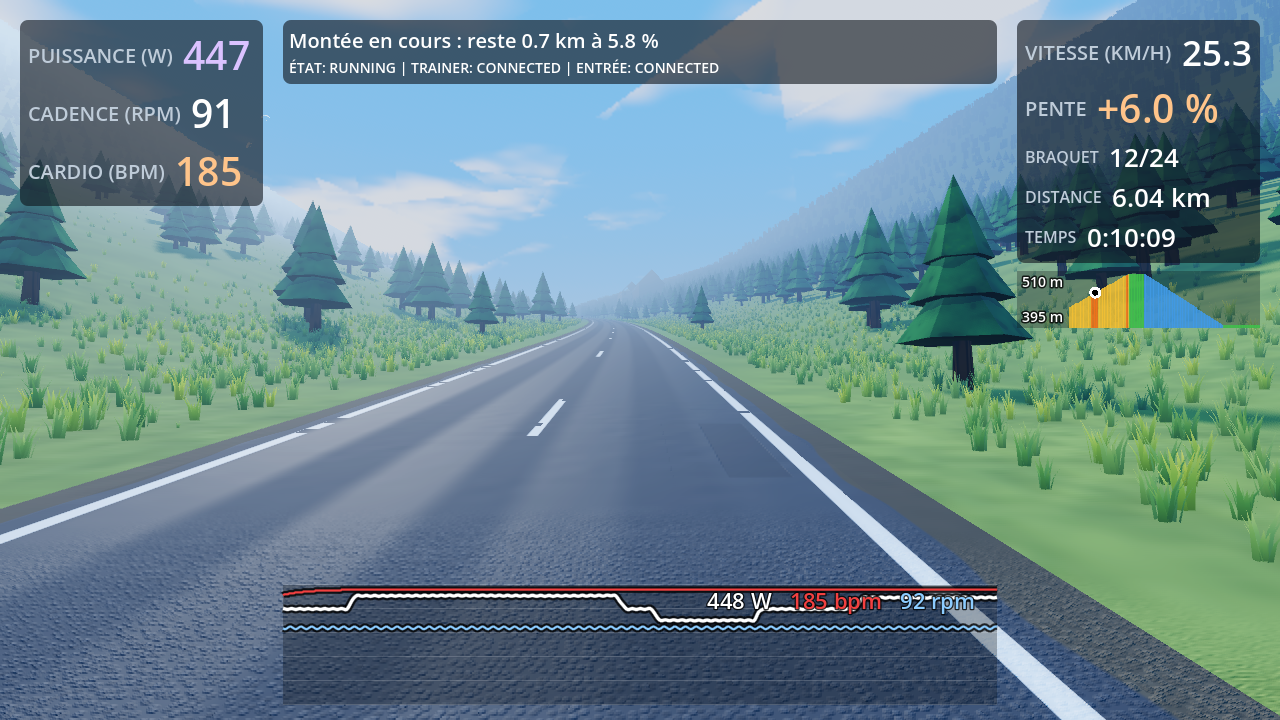 PUISSANCE (W) 447
CADENCE (RPM) 91
CARDIO (BPM) 185
Montée en cours : reste 0.7 km à 5.8 %
ÉTAT: RUNNING | TRAINER: CONNECTED | ENTRÉE: CONNECTED
VITESSE (KM/H) 25.3
PENTE +6.0 %
BRAQUET 12/24
DISTANCE 6.04 km
TEMPS 0:10:09
510 m
395 m
448 W 185 bpm 92 rpm